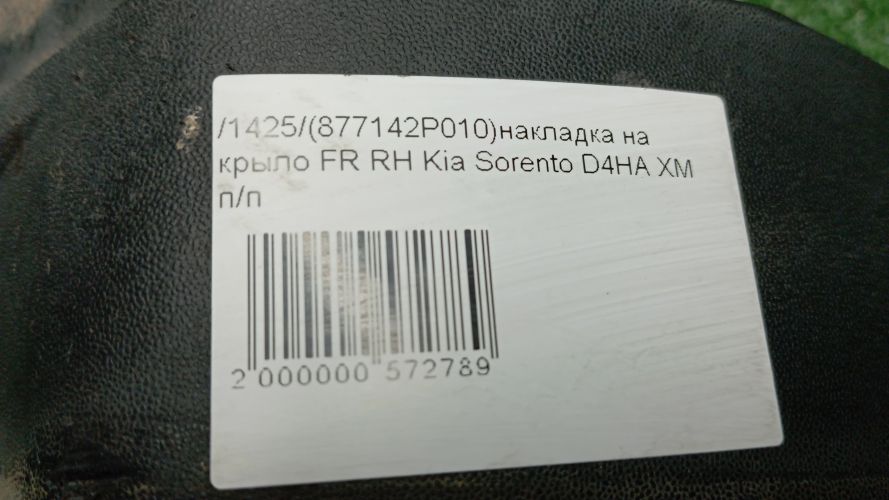 /1425/(877142P010)накладка на
крыло FR RH Kia Sorento D4HA XM
п/п
2 000000 572789